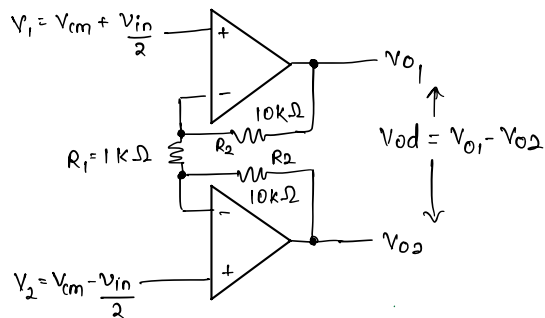 V₁ = Vcm + vin/2
+
−
VO₁
10kΩ
R₂
R₁ = 1kΩ
Vod = VO₁ - VO2
R₂
10kΩ
−
+
VO2
V₂ = Vcm - vin/2